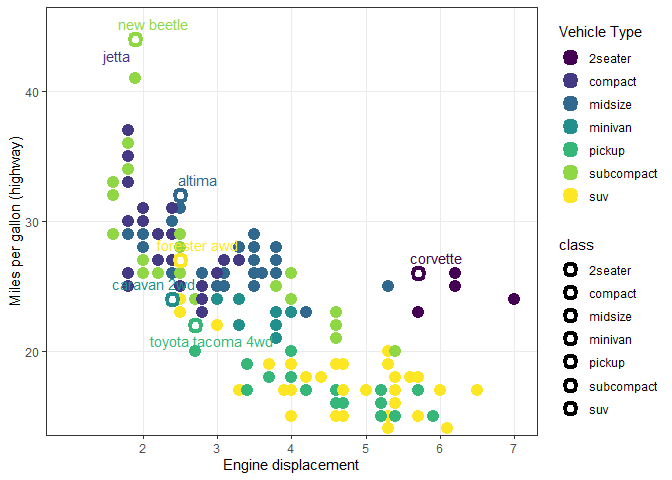 new beetle
jetta
altima
forester awd
corvette
caravan 2wd
toyota tacoma 4wd
40
30
20
2
3
4
5
6
7
Engine displacement
Miles per gallon (highway)
Vehicle Type
2seater
compact
midsize
minivan
pickup
subcompact
suv
class
2seater
compact
midsize
minivan
pickup
subcompact
suv